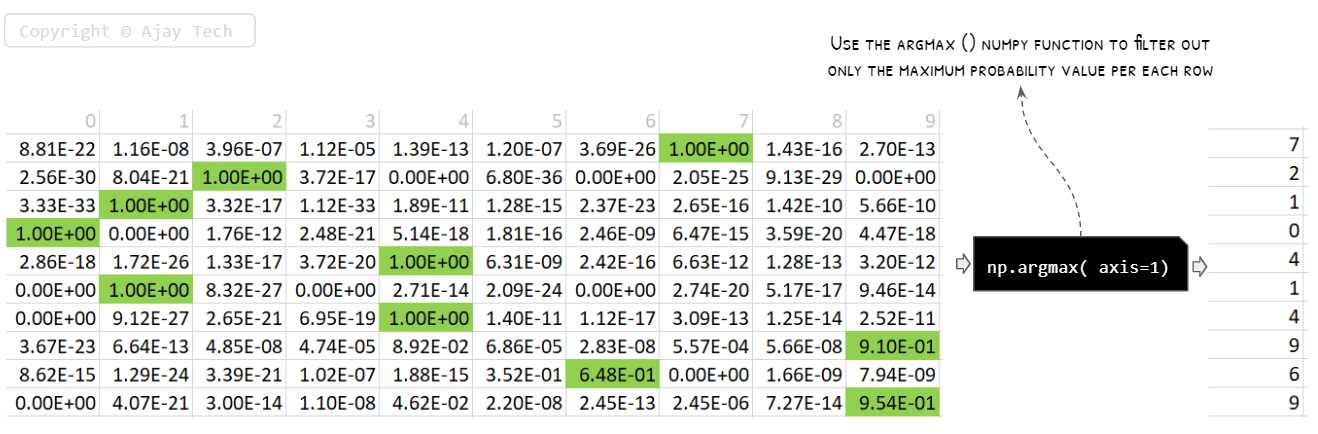 Copyright © Ajay Tech
Use the argmax () numpy function to filter out
only the maximum probability value per each row
0 1 2 3 4 5 6 7 8 9
8.81E-22 1.16E-08 3.96E-07 1.12E-05 1.39E-13 1.20E-07 3.69E-26 1.00E+00 1.43E-16 2.70E-13 7
2.56E-30 8.04E-21 1.00E+00 3.72E-17 0.00E+00 6.80E-36 0.00E+00 2.05E-25 9.13E-29 0.00E+00 2
3.33E-33 1.00E+00 3.32E-17 1.12E-33 1.89E-11 1.28E-15 2.37E-23 2.65E-16 1.42E-10 5.66E-10 1
1.00E+00 0.00E+00 1.76E-12 2.48E-21 5.14E-18 1.81E-16 2.46E-09 6.47E-15 3.59E-20 4.47E-18 0
2.86E-18 1.72E-26 1.33E-17 3.72E-20 1.00E+00 6.31E-09 2.42E-16 6.63E-12 1.28E-13 3.20E-12 np.argmax( axis=1) 4
0.00E+00 1.00E+00 8.32E-27 0.00E+00 2.71E-14 2.09E-24 0.00E+00 2.74E-20 5.17E-17 9.46E-14 1
0.00E+00 9.12E-27 2.65E-21 6.95E-19 1.00E+00 1.40E-11 1.12E-17 3.09E-13 1.25E-14 2.52E-11 4
3.67E-23 6.64E-13 4.85E-08 4.74E-05 8.92E-02 6.86E-05 2.83E-08 5.57E-04 5.66E-08 9.10E-01 9
8.62E-15 1.29E-24 3.39E-21 1.02E-07 1.88E-15 3.52E-01 6.48E-01 0.00E+00 1.66E-09 7.94E-09 6
0.00E+00 4.07E-21 3.00E-14 1.10E-08 4.62E-02 2.20E-08 2.45E-13 2.45E-06 7.27E-14 9.54E-01 9